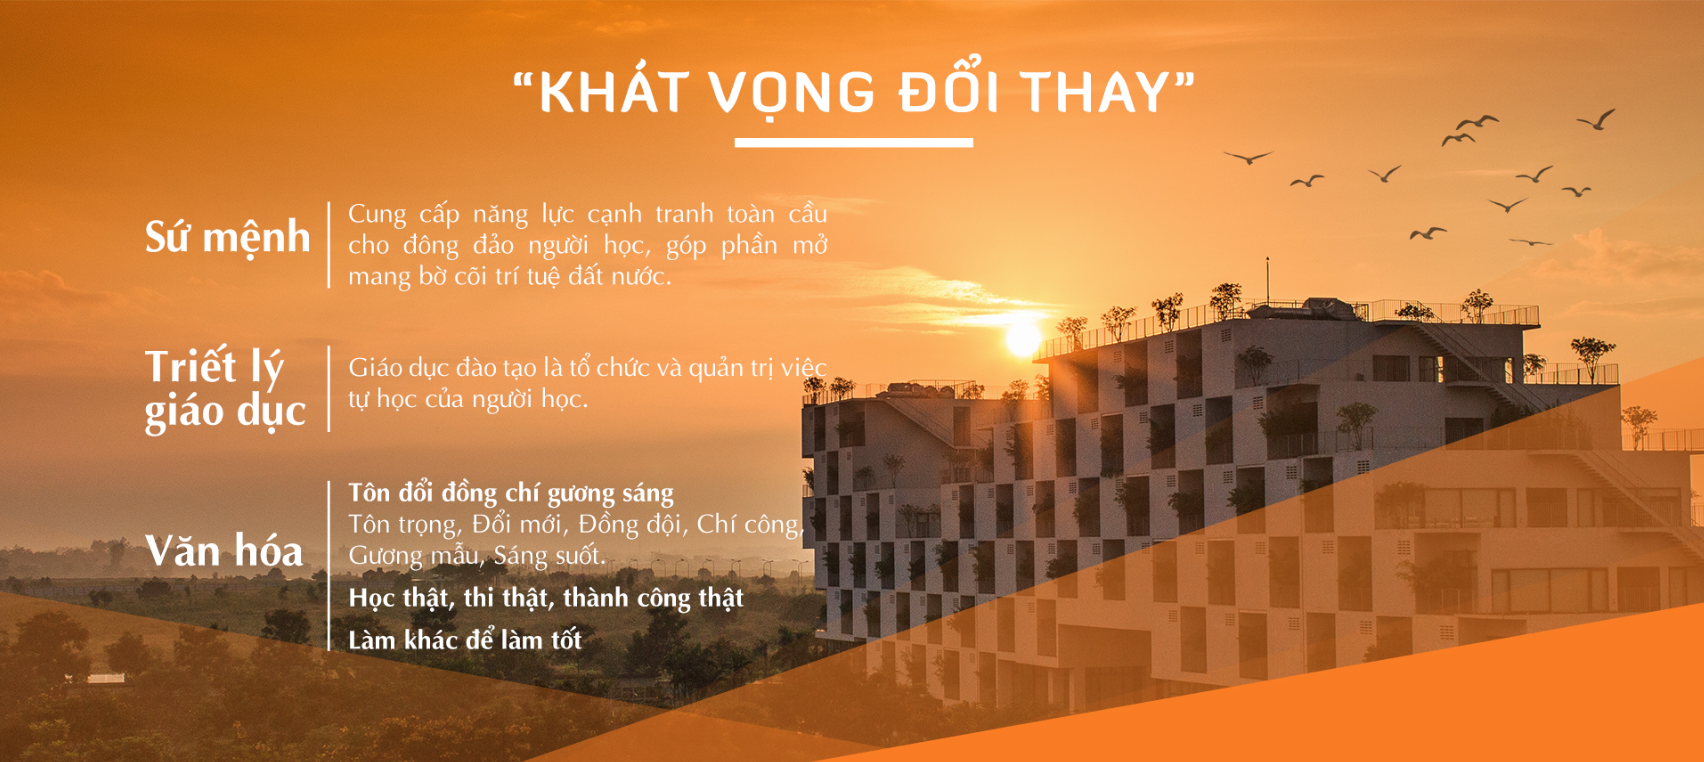 “KHÁT VỌNG ĐỔI THAY”
Sứ mệnh
Cung cấp năng lực cạnh tranh toàn cầu
cho đông đảo người học, góp phần mở
mang bờ cõi trí tuệ đất nước.
Triết lý
giáo dục
Giáo dục đào tạo là tổ chức và quản trị việc
tự học của người học.
Văn hóa
Tôn đổi đồng chí gương sáng
Tôn trọng, Đổi mới, Đồng đội, Chí công,
Gương mẫu, Sáng suốt.
Học thật, thi thật, thành công thật
Làm khác để làm tốt